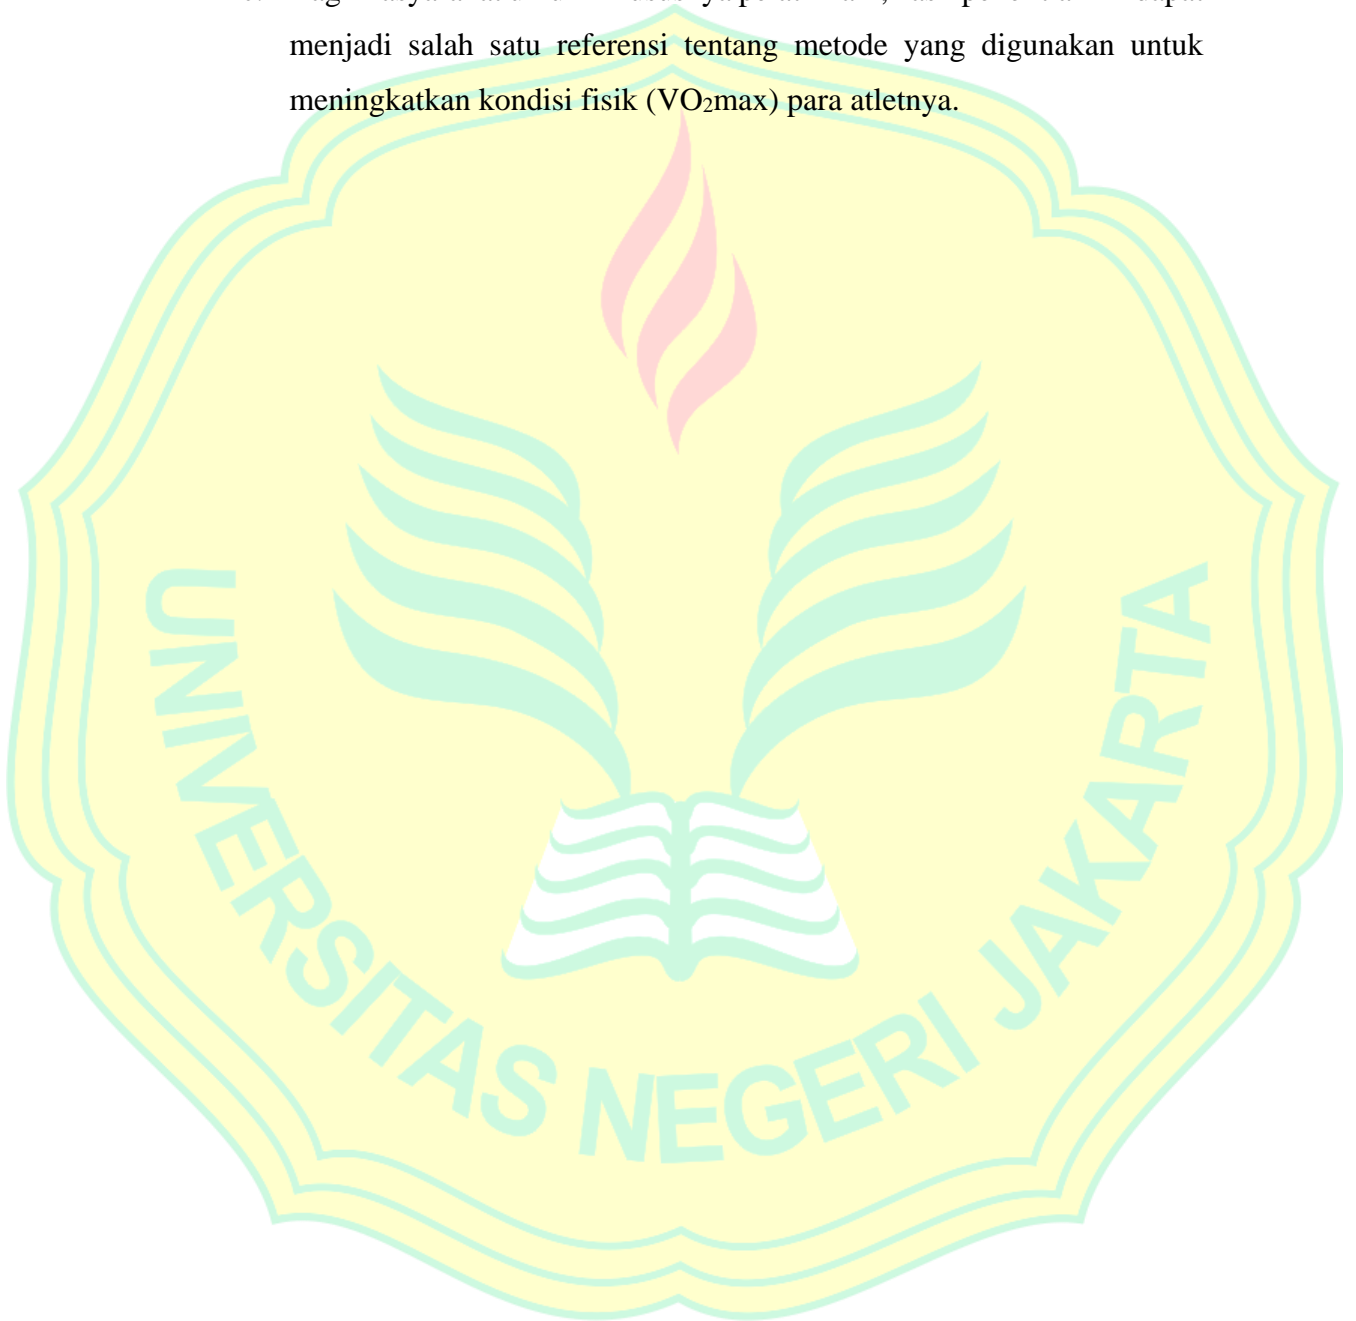 menjadi salah satu referensi tentang metode yang digunakan untuk
meningkatkan kondisi fisik (VO₂max) para atletnya.
UNIVERSITAS NEGERI JAKARTA